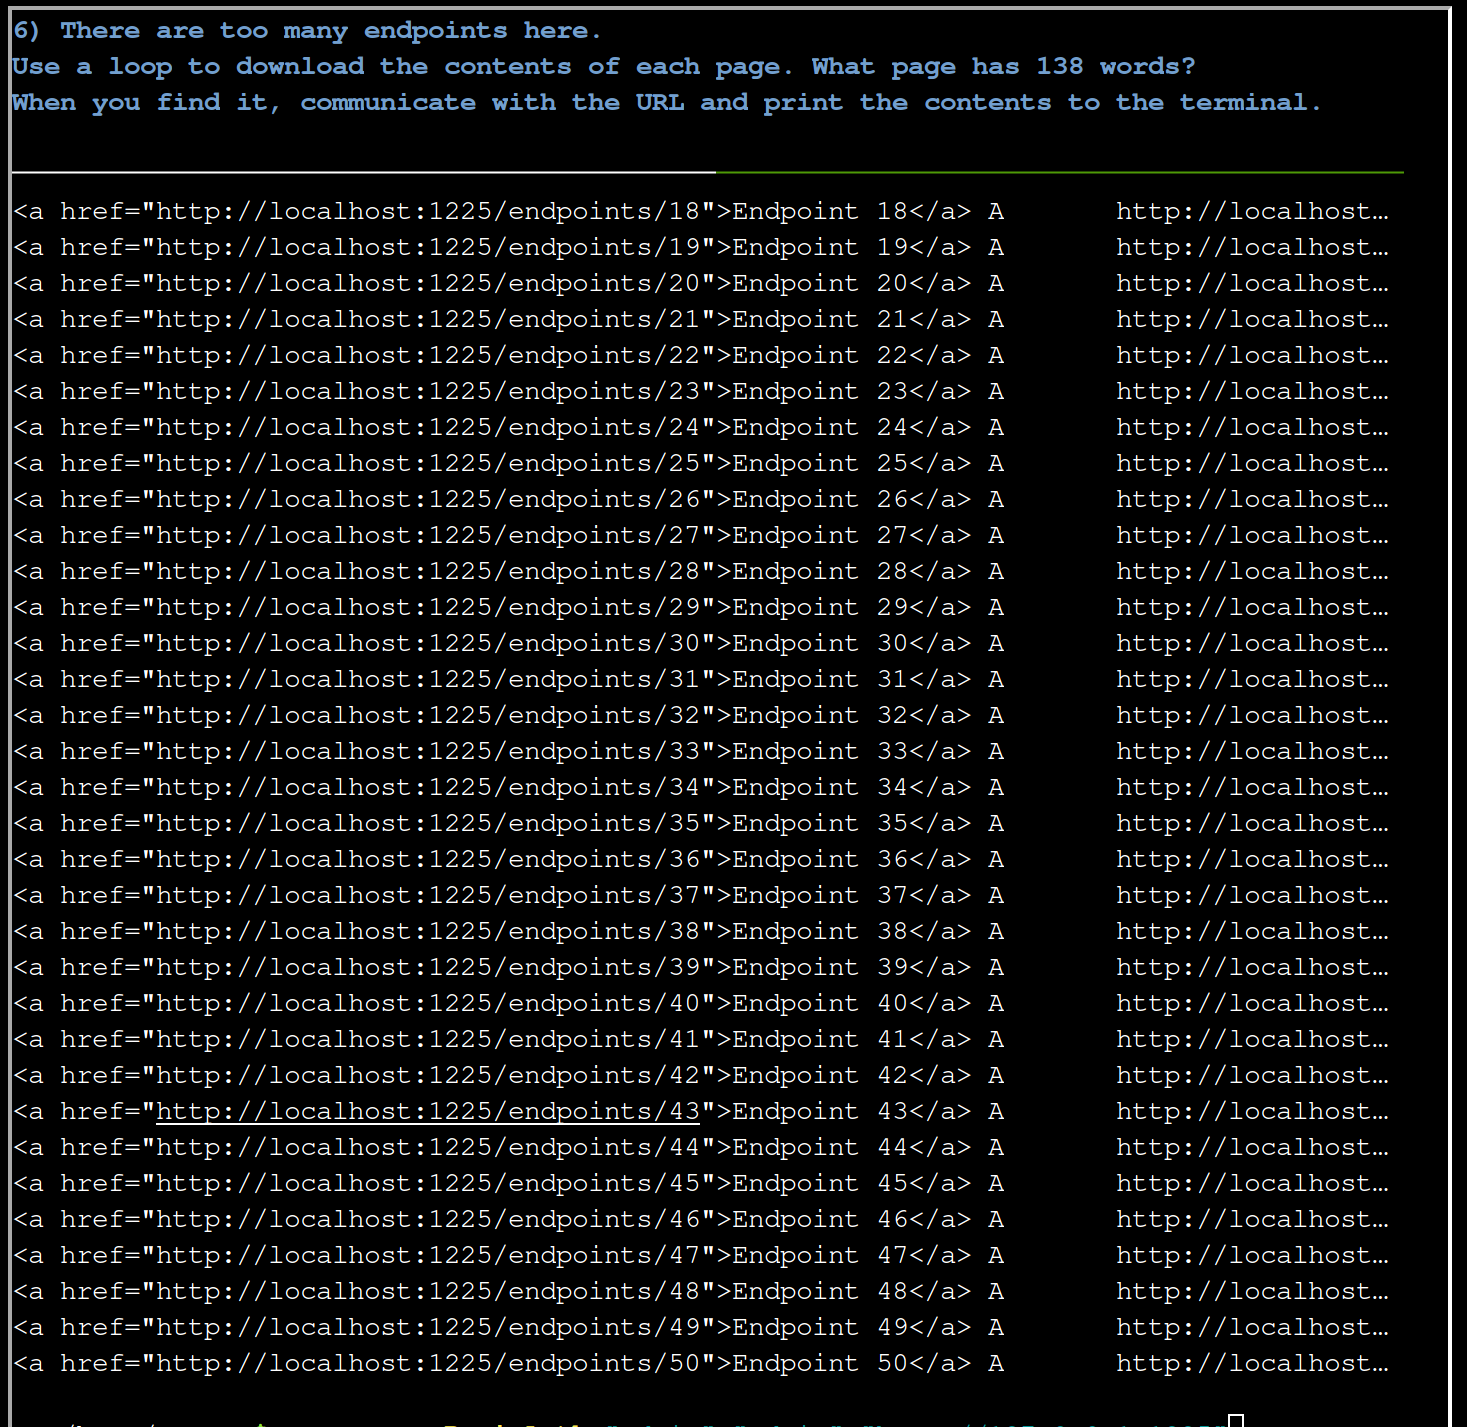 6) There are too many endpoints here.
Use a loop to download the contents of each page. What page has 138 words?
When you find it, communicate with the URL and print the contents to the terminal.
<a href="http://localhost:1225/endpoints/18">Endpoint 18</a> A http://localhost…
<a href="http://localhost:1225/endpoints/19">Endpoint 19</a> A http://localhost…
<a href="http://localhost:1225/endpoints/20">Endpoint 20</a> A http://localhost…
<a href="http://localhost:1225/endpoints/21">Endpoint 21</a> A http://localhost…
<a href="http://localhost:1225/endpoints/22">Endpoint 22</a> A http://localhost…
<a href="http://localhost:1225/endpoints/23">Endpoint 23</a> A http://localhost…
<a href="http://localhost:1225/endpoints/24">Endpoint 24</a> A http://localhost…
<a href="http://localhost:1225/endpoints/25">Endpoint 25</a> A http://localhost…
<a href="http://localhost:1225/endpoints/26">Endpoint 26</a> A http://localhost…
<a href="http://localhost:1225/endpoints/27">Endpoint 27</a> A http://localhost…
<a href="http://localhost:1225/endpoints/28">Endpoint 28</a> A http://localhost…
<a href="http://localhost:1225/endpoints/29">Endpoint 29</a> A http://localhost…
<a href="http://localhost:1225/endpoints/30">Endpoint 30</a> A http://localhost…
<a href="http://localhost:1225/endpoints/31">Endpoint 31</a> A http://localhost…
<a href="http://localhost:1225/endpoints/32">Endpoint 32</a> A http://localhost…
<a href="http://localhost:1225/endpoints/33">Endpoint 33</a> A http://localhost…
<a href="http://localhost:1225/endpoints/34">Endpoint 34</a> A http://localhost…
<a href="http://localhost:1225/endpoints/35">Endpoint 35</a> A http://localhost…
<a href="http://localhost:1225/endpoints/36">Endpoint 36</a> A http://localhost…
<a href="http://localhost:1225/endpoints/37">Endpoint 37</a> A http://localhost…
<a href="http://localhost:1225/endpoints/38">Endpoint 38</a> A http://localhost…
<a href="http://localhost:1225/endpoints/39">Endpoint 39</a> A http://localhost…
<a href="http://localhost:1225/endpoints/40">Endpoint 40</a> A http://localhost…
<a href="http://localhost:1225/endpoints/41">Endpoint 41</a> A http://localhost…
<a href="http://localhost:1225/endpoints/42">Endpoint 42</a> A http://localhost…
<a href="http://localhost:1225/endpoints/43">Endpoint 43</a> A http://localhost…
<a href="http://localhost:1225/endpoints/44">Endpoint 44</a> A http://localhost…
<a href="http://localhost:1225/endpoints/45">Endpoint 45</a> A http://localhost…
<a href="http://localhost:1225/endpoints/46">Endpoint 46</a> A http://localhost…
<a href="http://localhost:1225/endpoints/47">Endpoint 47</a> A http://localhost…
<a href="http://localhost:1225/endpoints/48">Endpoint 48</a> A http://localhost…
<a href="http://localhost:1225/endpoints/49">Endpoint 49</a> A http://localhost…
<a href="http://localhost:1225/endpoints/50">Endpoint 50</a> A http://localhost…